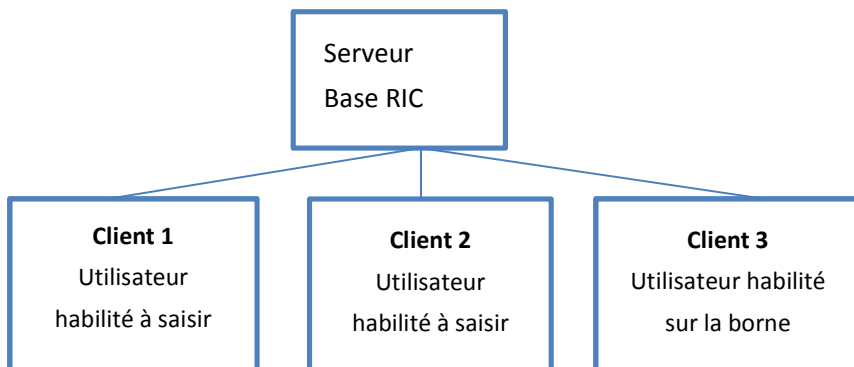 Serveur
Base RIC
Client 1
Utilisateur
habilité à saisir
Client 2
Utilisateur
habilité à saisir
Client 3
Utilisateur habilité
sur la borne